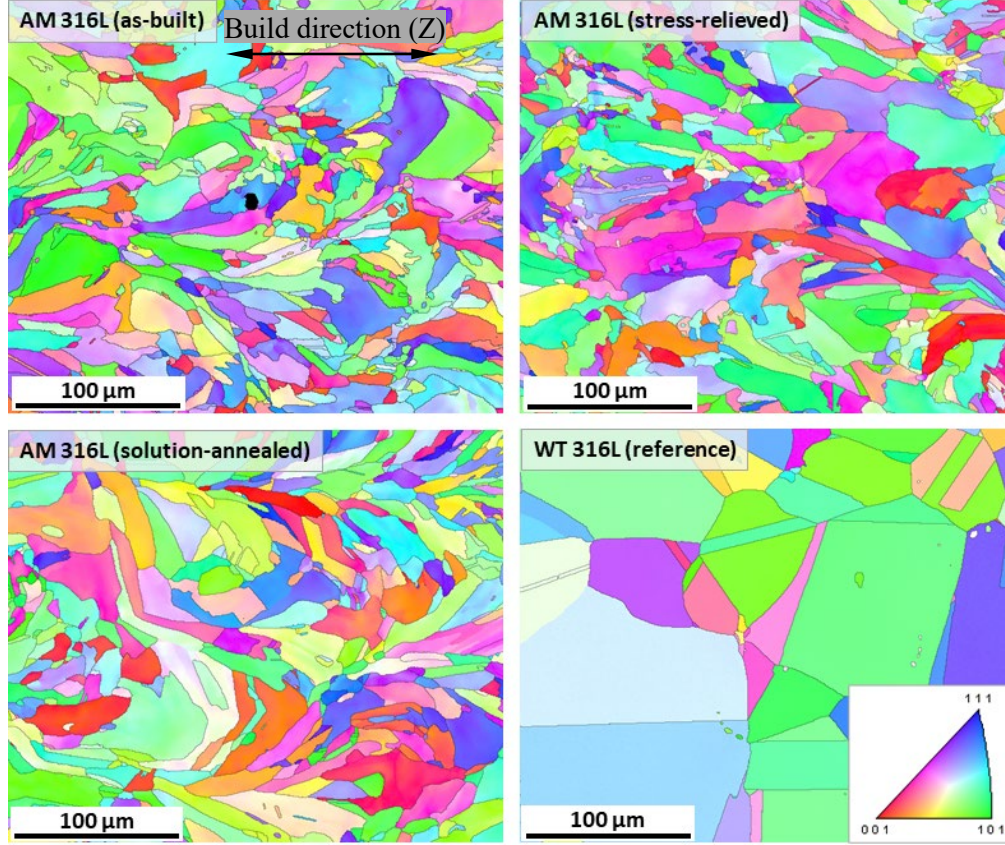 AM 316L (as-built)
Build direction (Z)
AM 316L (stress-relieved)
100 µm
100 µm
AM 316L (solution-annealed)
WT 316L (reference)
100 µm
100 µm
111
001
101